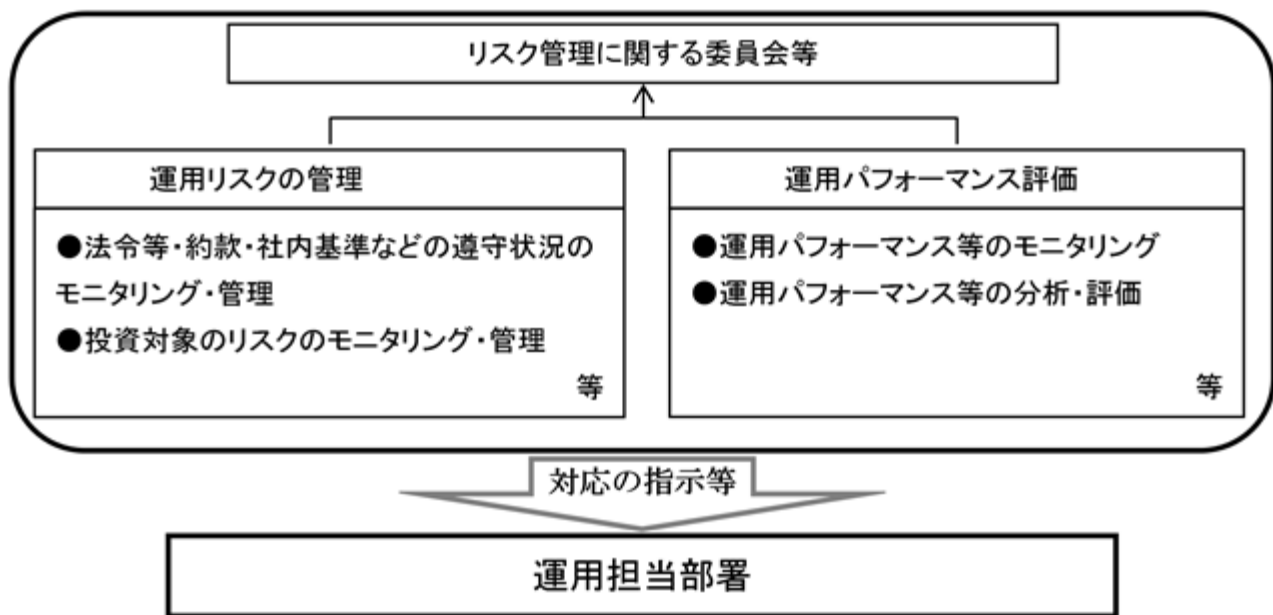 リスク管理に関する委員会等
運用リスクの管理
●法令等・約款・社内基準などの遵守状況の
モニタリング・管理
●投資対象のリスクのモニタリング・管理
等
運用パフォーマンス評価
●運用パフォーマンス等のモニタリング
●運用パフォーマンス等の分析・評価
等
対応の指示等
運用担当部署